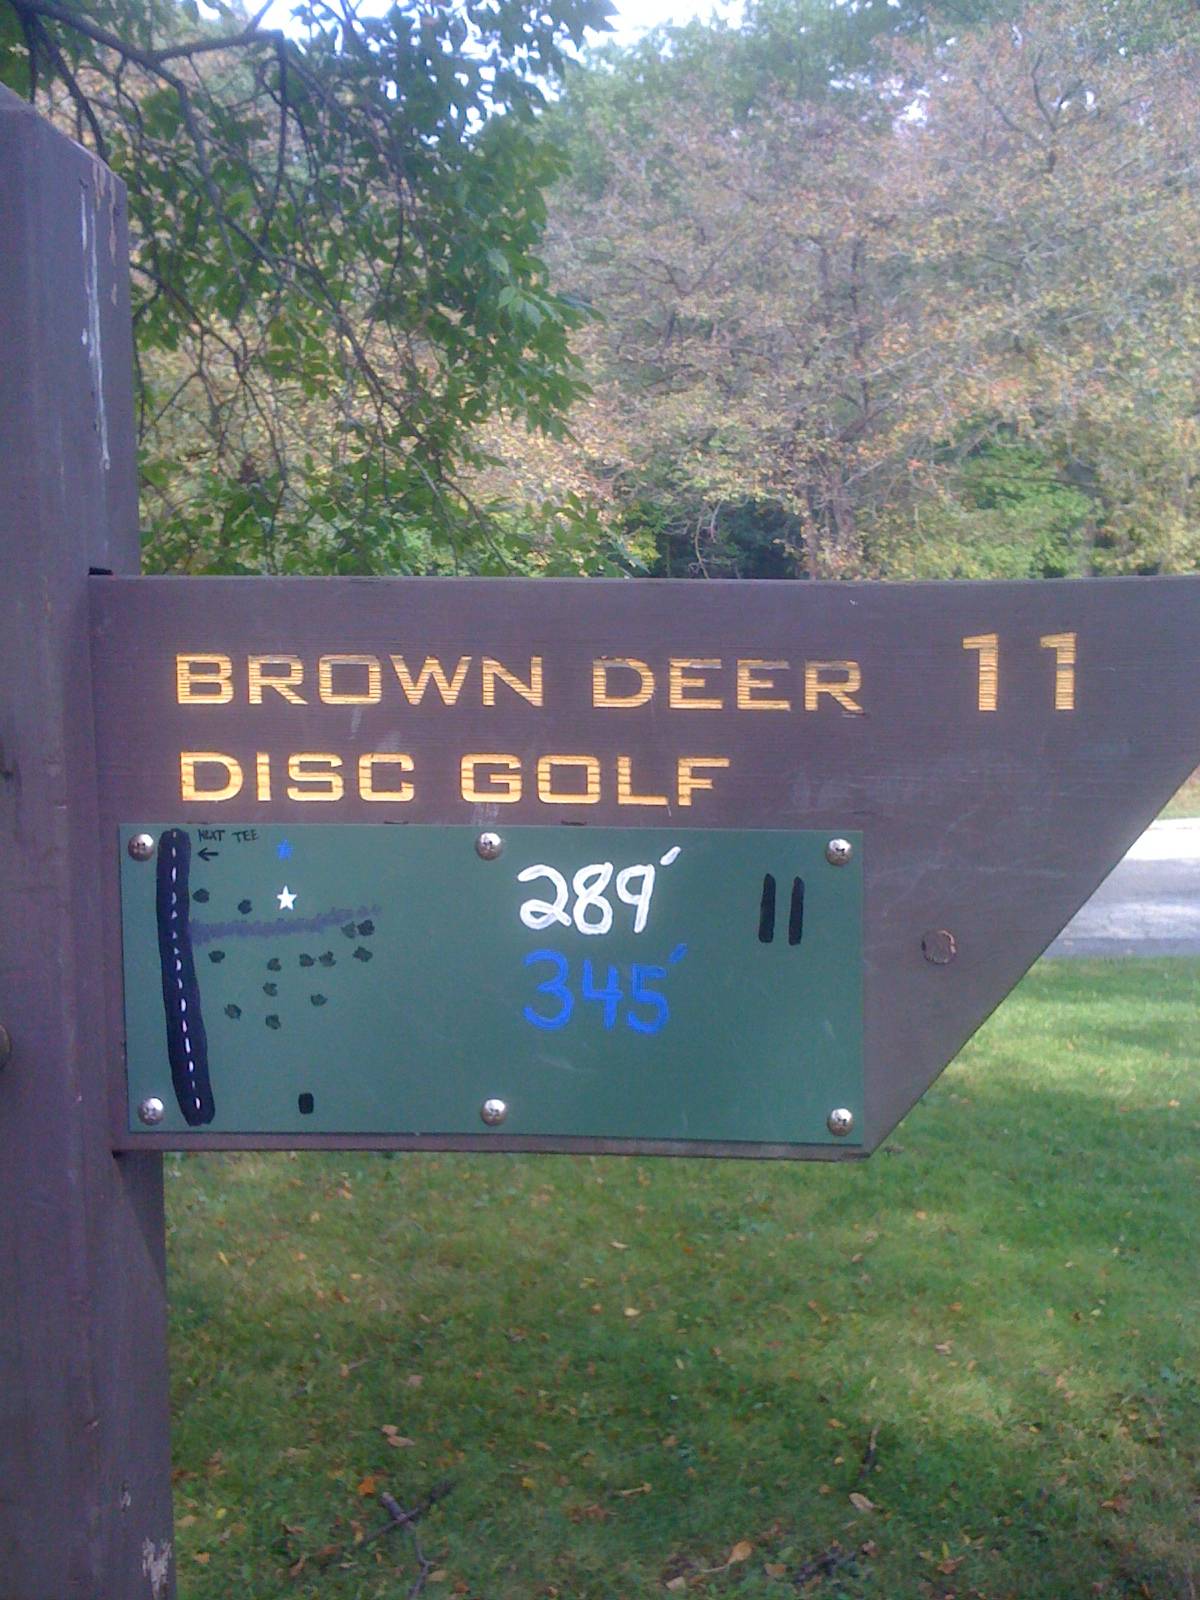 BROWN DEER 11
DISC GOLF
NEXT TEE
289' 11
345'